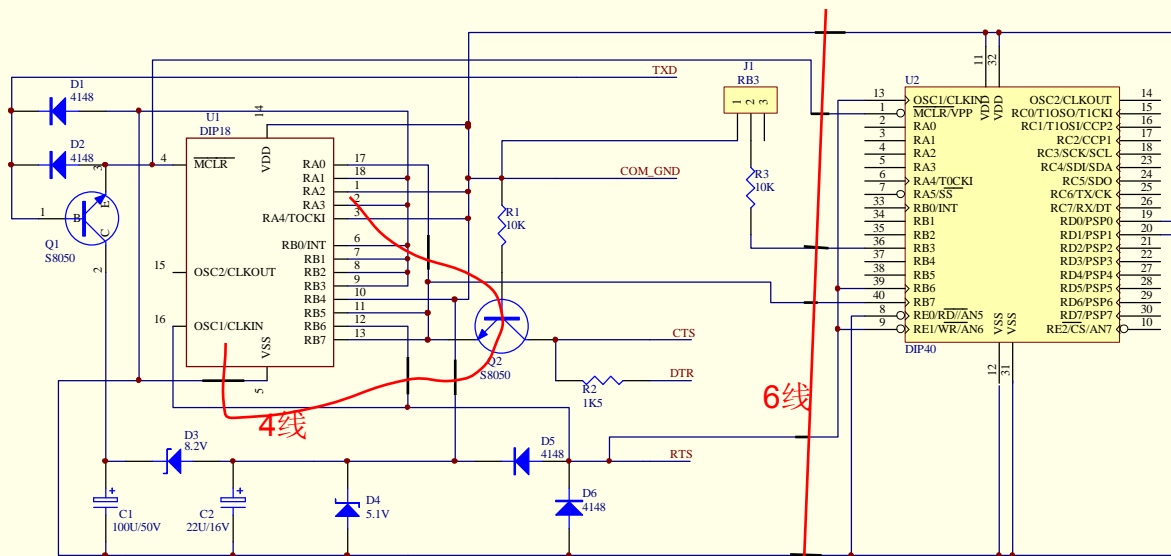 TXD
D1
4148
D2
4148
U1
DIP18
14
VDD
4
MCLR
RA0
17
RA1
18
RA2
1
RA3
2
RA4/TOCKI
3
RB0/INT
6
RB1
7
RB2
8
RB3
9
RB4
10
RB5
11
RB6
12
RB7
13
15
OSC2/CLKOUT
16
OSC1/CLKIN
VSS
5
3
E
1
B
C
2
Q1
S8050
COM_GND
J1
RB3
1
2
3
R1
10K
R3
10K
Q2
S8050
CTS
DTR
R2
1K5
RTS
4线
6线
D3
8.2V
D5
4148
D4
5.1V
D6
4148
C1
100U/50V
C2
22U/16V
U2
11
32
VDD
VDD
13
OSC1/CLKIN
1
MCLR/VPP
2
RA0
3
RA1
4
RA2
5
RA3
6
RA4/T0CKI
7
RA5/SS
33
RB0/INT
34
RB1
35
RB2
36
RB3
37
RB4
38
RB5
39
RB6
40
RB7
8
RE0/RD/AN5
9
RE1/WR/AN6
OSC2/CLKOUT
14
RC0/T1OSO/T1CKI
15
RC1/T1OSI/CCP2
16
RC2/CCP1
17
RC3/SCK/SCL
18
RC4/SDI/SDA
23
RC5/SDO
24
RC6/TX/CK
25
RC7/RX/DT
26
RD0/PSP0
19
RD1/PSP1
20
RD2/PSP2
21
RD3/PSP3
22
RD4/PSP4
27
RD5/PSP5
28
RD6/PSP6
29
RD7/PSP7
30
RE2/CS/AN7
10
VSS
VSS
12
31
DIP40